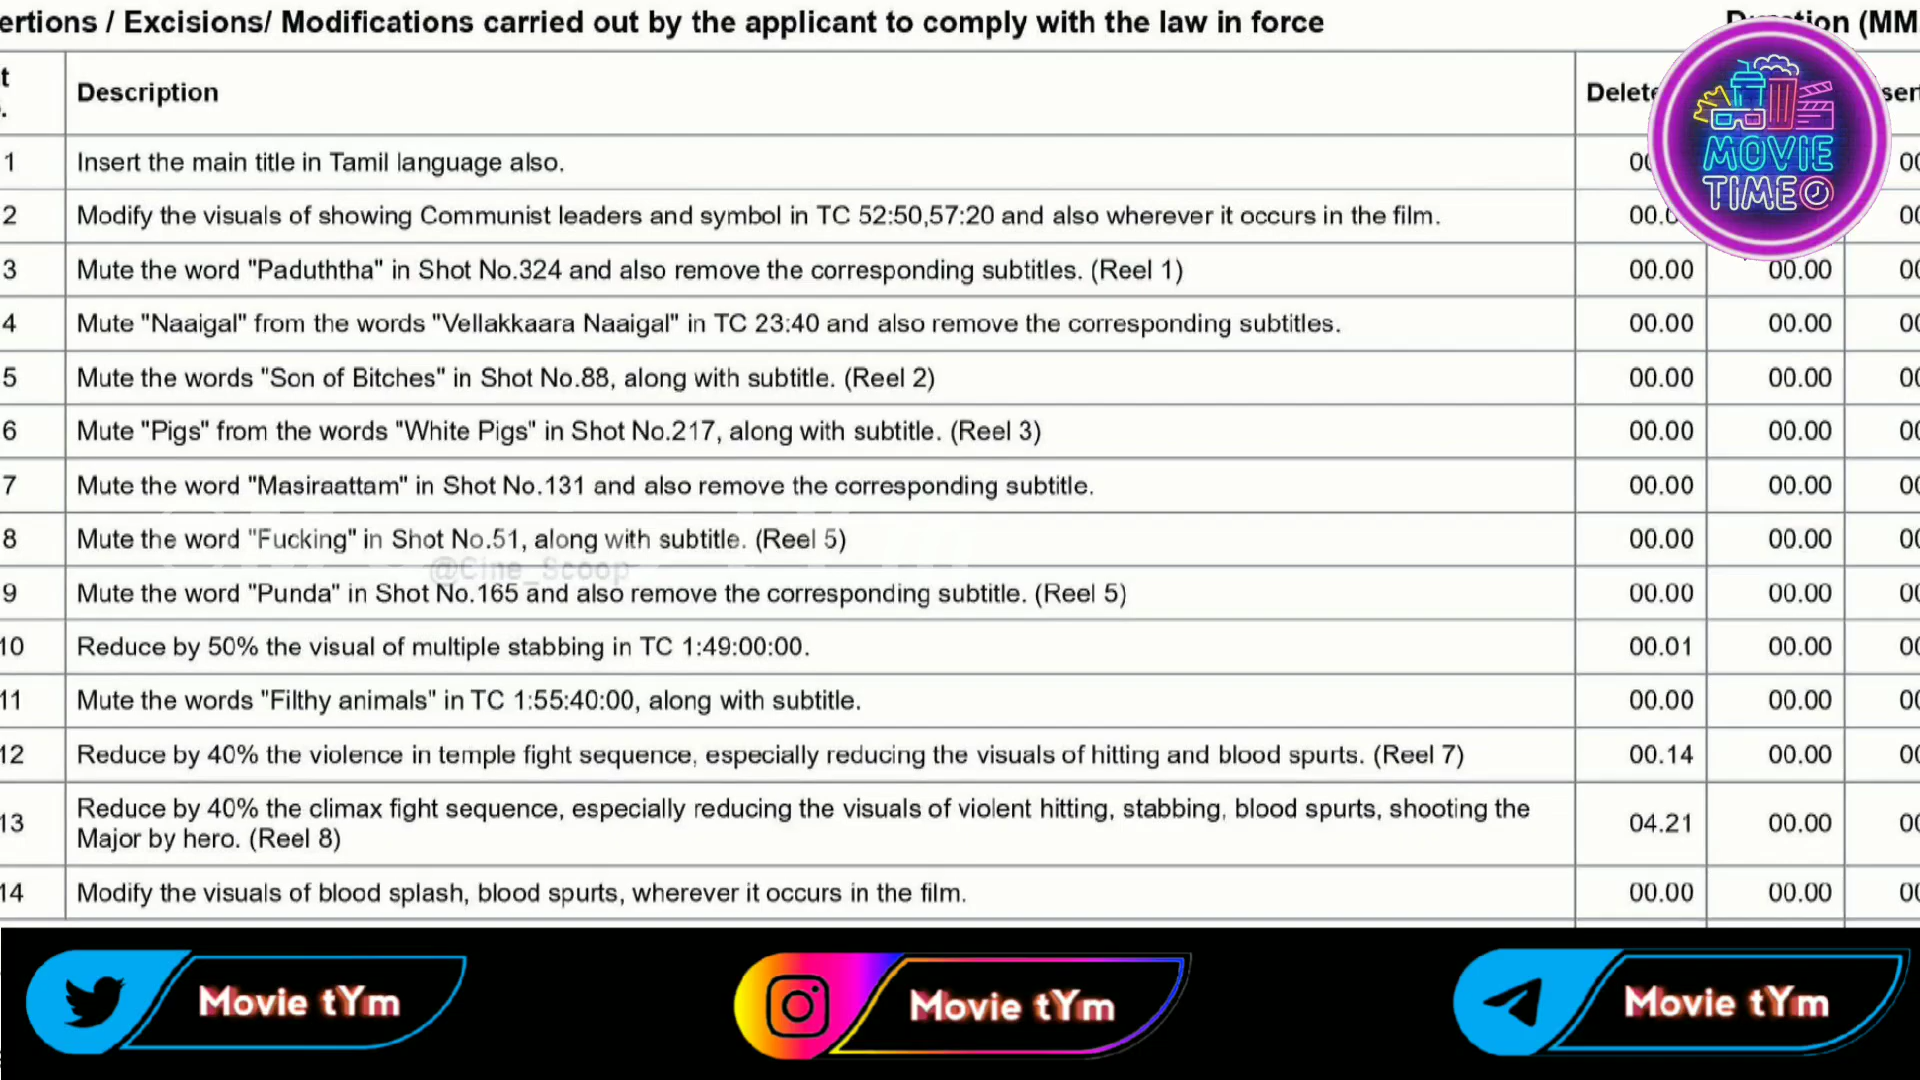 ertions / Excisions/ Modifications carried out by the applicant to comply with the law in force (MM
t Description
.
1 Insert the main title in Tamil language also.
2 Modify the visuals of showing Communist leaders and symbol in TC 52:50,57:20 and also wherever it occurs in the film.
3 Mute the word "Paduththa" in Shot No.324 and also remove the corresponding subtitles. (Reel 1) 00.00 00.00
4 Mute "Naaigal" from the words "Vellakkaara Naaigal" in TC 23:40 and also remove the corresponding subtitles. 00.00 00.00
5 Mute the words "Son of Bitches" in Shot No.88, along with subtitle. (Reel 2) 00.00 00.00
6 Mute "Pigs" from the words "White Pigs" in Shot No.217, along with subtitle. (Reel 3) 00.00 00.00
7 Mute the word "Masiraattam" in Shot No.131 and also remove the corresponding subtitle. 00.00 00.00
8 Mute the word "Fucking" in Shot No.51, along with subtitle. (Reel 5) 00.00 00.00
@Cine_Scoop
9 Mute the word "Punda" in Shot No.165 and also remove the corresponding subtitle. (Reel 5) 00.00 00.00
10 Reduce by 50% the visual of multiple stabbing in TC 1:49:00:00. 00.01 00.00
11 Mute the words "Filthy animals" in TC 1:55:40:00, along with subtitle. 00.00 00.00
12 Reduce by 40% the violence in temple fight sequence, especially reducing the visuals of hitting and blood spurts. (Reel 7) 00.14 00.00
13 Reduce by 40% the climax fight sequence, especially reducing the visuals of violent hitting, stabbing, blood spurts, shooting the 04.21 00.00
Major by hero. (Reel 8)
14 Modify the visuals of blood splash, blood spurts, wherever it occurs in the film. 00.00 00.00
MOVIE
TIME
Movie tYm
Movie tYm
Movie tYm